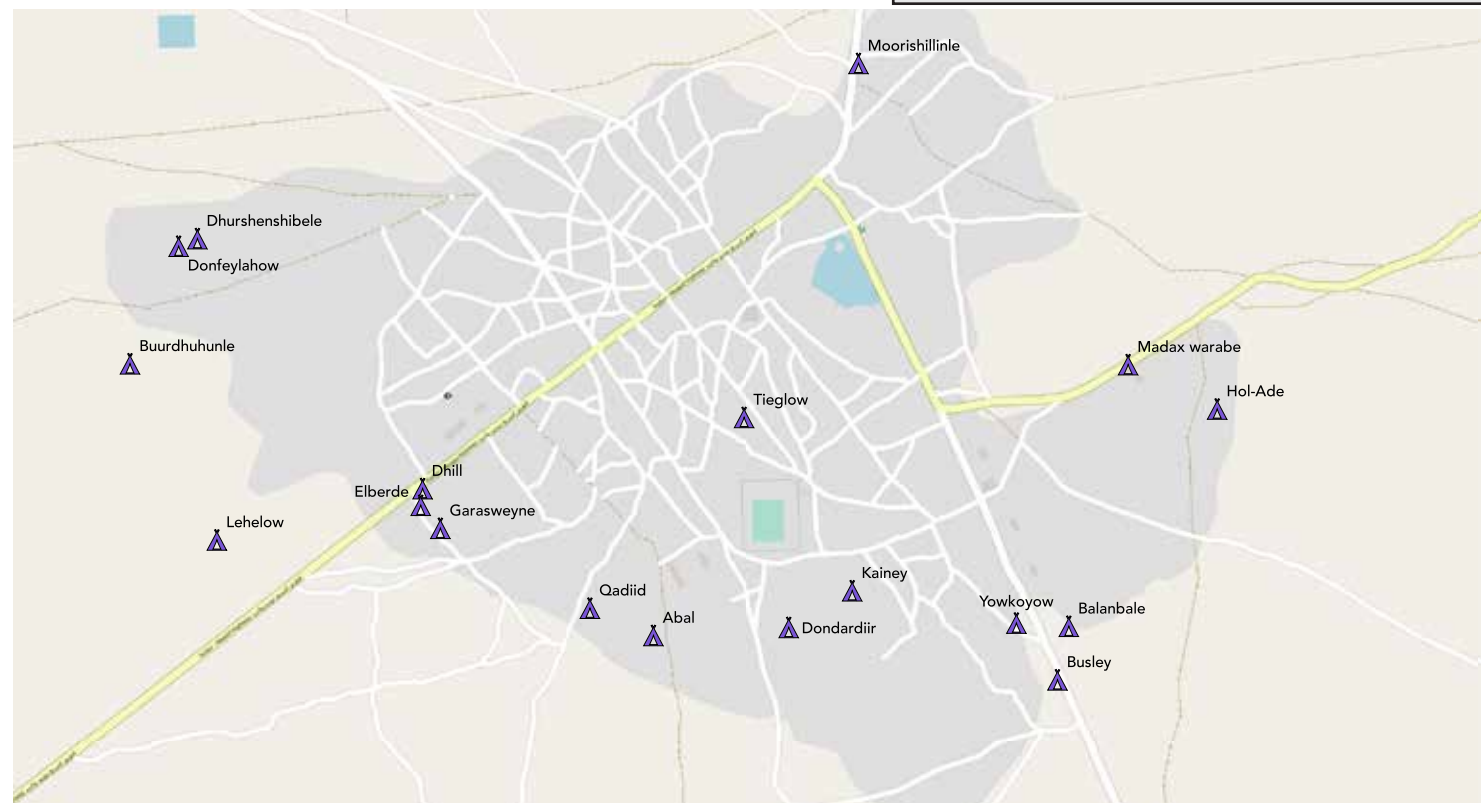 Moorishillinle
Dhurshenshibele
Donfeylahow
Buurdhuhunle
Madax warabe
Hol-Ade
Tieglow
Dhill
Elberde
Garasweyne
Lehelow
Kainey
Qadiid
Yowkoyow
Balanbale
Abal
Dondardiir
Busley